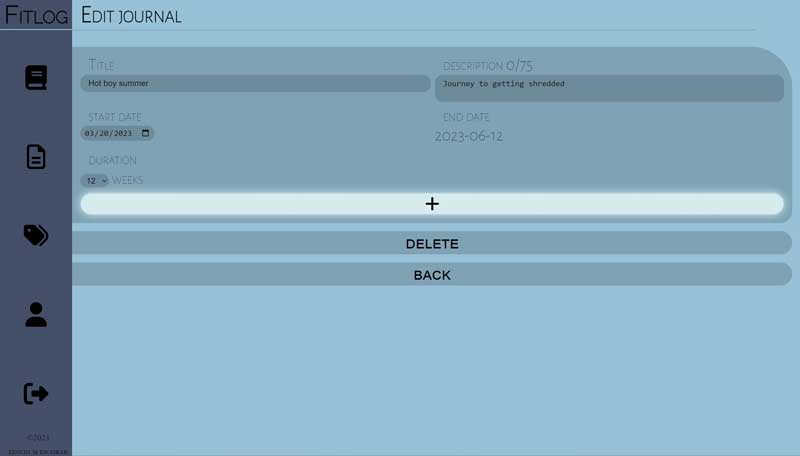 Fitlog
Edit journal
Title
Hot boy summer
description 0/75
Journey to getting shredded
start date
03/20/2023
end date
2023-06-12
duration
12 weeks
+
DELETE
BACK
©2023